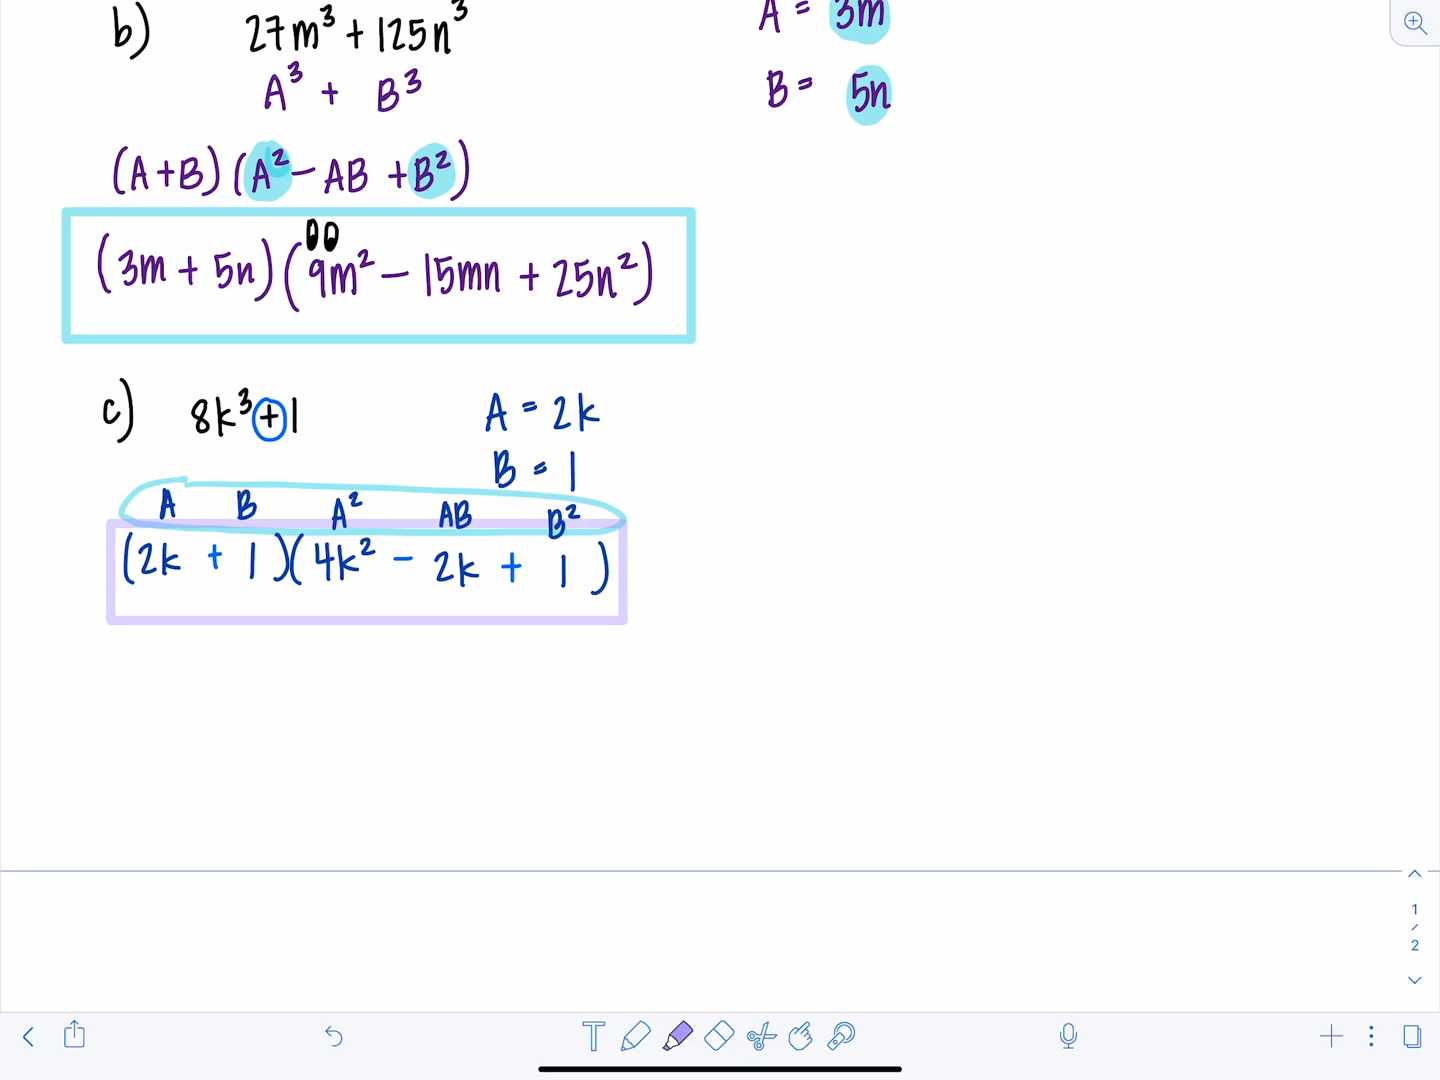 b) 27m³ + 125n³
A = 3m
A³ + B³
B = 5n
(A+B)(A² − AB + B²)
(3m + 5n)(9m² − 15mn + 25n²)
c) 8k³ + 1
A = 2k
B = 1
A B A² AB B²
(2k + 1)(4k² − 2k + 1)
1
/
2
T